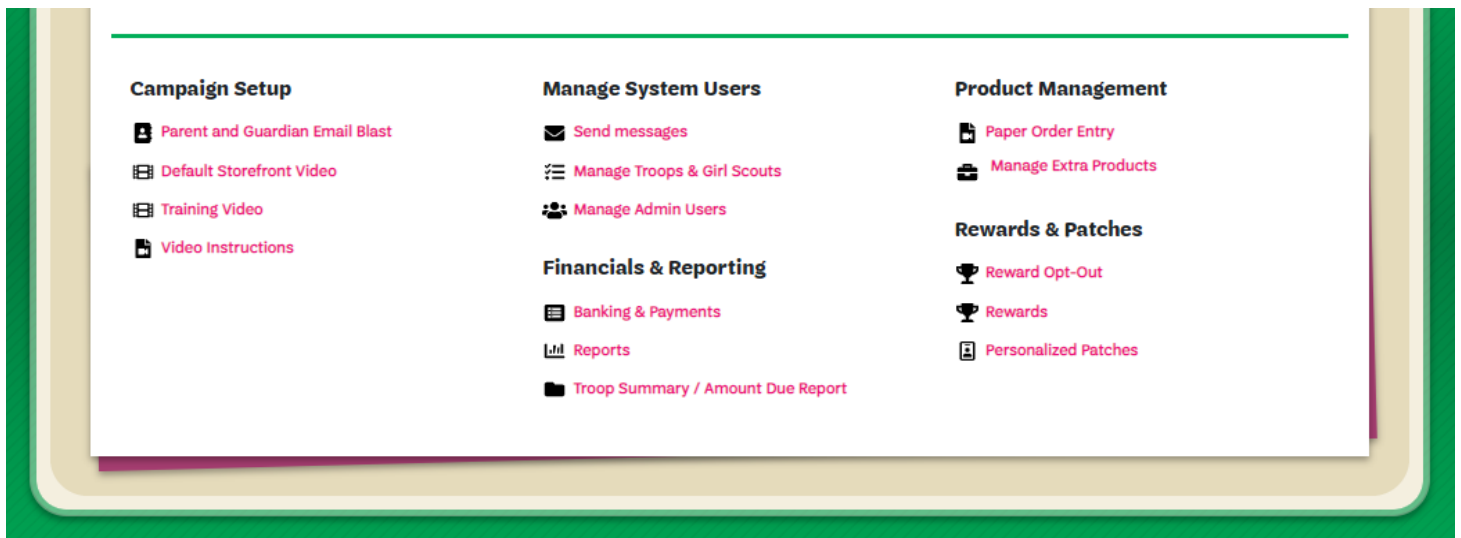 Campaign Setup
Parent and Guardian Email Blast
Default Storefront Video
Training Video
Video Instructions
Manage System Users
Send messages
Manage Troops & Girl Scouts
Manage Admin Users
Financials & Reporting
Banking & Payments
Reports
Troop Summary / Amount Due Report
Product Management
Paper Order Entry
Manage Extra Products
Rewards & Patches
Reward Opt-Out
Rewards
Personalized Patches